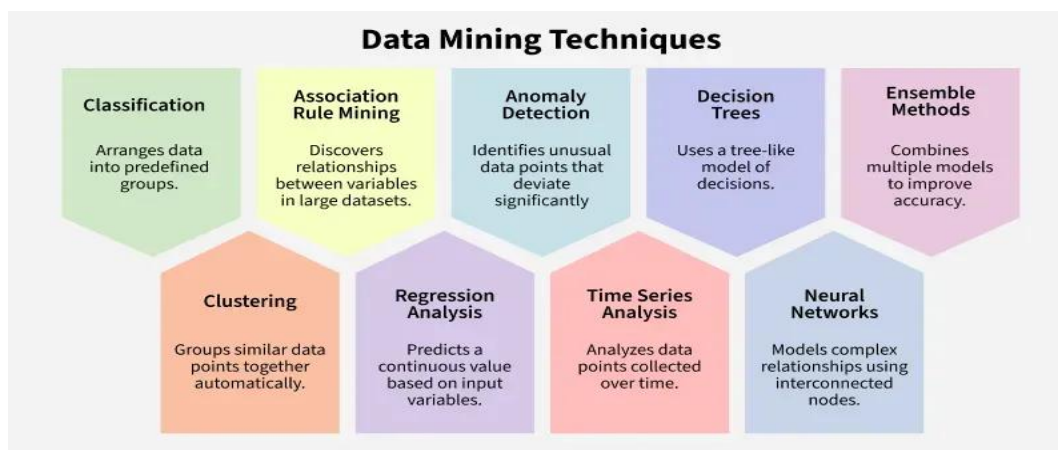 Data Mining Techniques
Classification
Arranges data
into predefined
groups.
Association
Rule Mining
Discovers
relationships
between variables
in large datasets.
Anomaly
Detection
Identifies unusual
data points that
deviate
significantly
Decision
Trees
Uses a tree-like
model of
decisions.
Ensemble
Methods
Combines
multiple models
to improve
accuracy.
Clustering
Groups similar data
points together
automatically.
Regression
Analysis
Predicts a
continuous value
based on input
variables.
Time Series
Analysis
Analyzes data
points collected
over time.
Neural
Networks
Models complex
relationships using
interconnected
nodes.